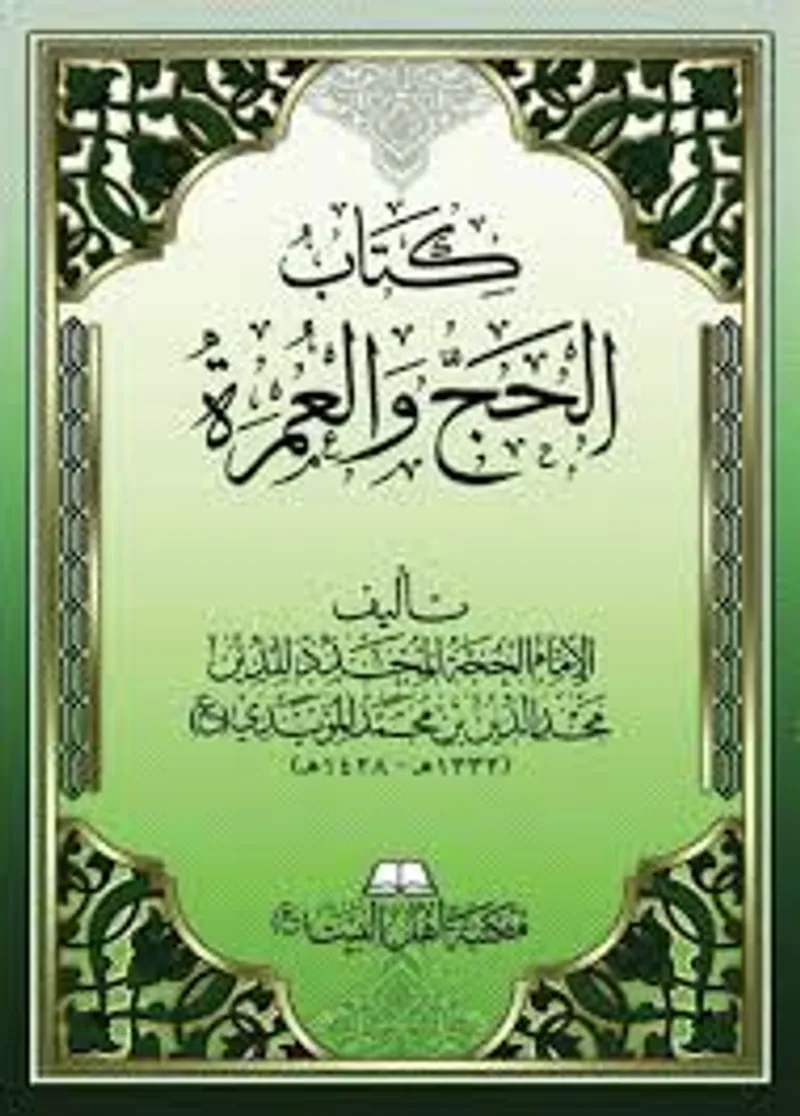 كِتَابُ
الْحَجِّ وَالْعُمْرَةِ
تأليف
الإمام الحجة المجدد للدين
مجد الدين بن محمد المؤيدي (ع)
(١٣٣٢هـ - ١٤٢٨هـ)
مكتبة أهل البيت (ع)